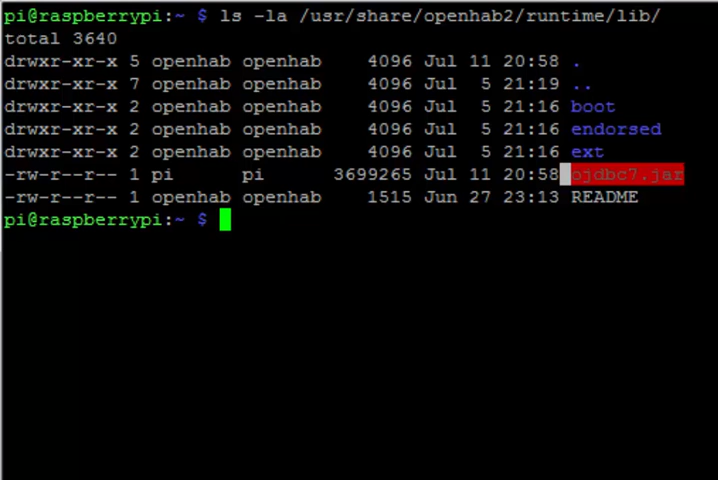 pi@raspberrypi:~ $ ls -la /usr/share/openhab2/runtime/lib/
total 3640
drwxr-xr-x 5 openhab openhab    4096 Jul 11 20:58 .
drwxr-xr-x 7 openhab openhab    4096 Jul  5 21:19 ..
drwxr-xr-x 2 openhab openhab    4096 Jul  5 21:16 boot
drwxr-xr-x 2 openhab openhab    4096 Jul  5 21:16 endorsed
drwxr-xr-x 2 openhab openhab    4096 Jul  5 21:16 ext
-rw-r--r-- 1 pi      pi      3699265 Jul 11 20:58 ojdbc7.jar
-rw-r--r-- 1 openhab openhab    1515 Jun 27 23:13 README
pi@raspberrypi:~ $